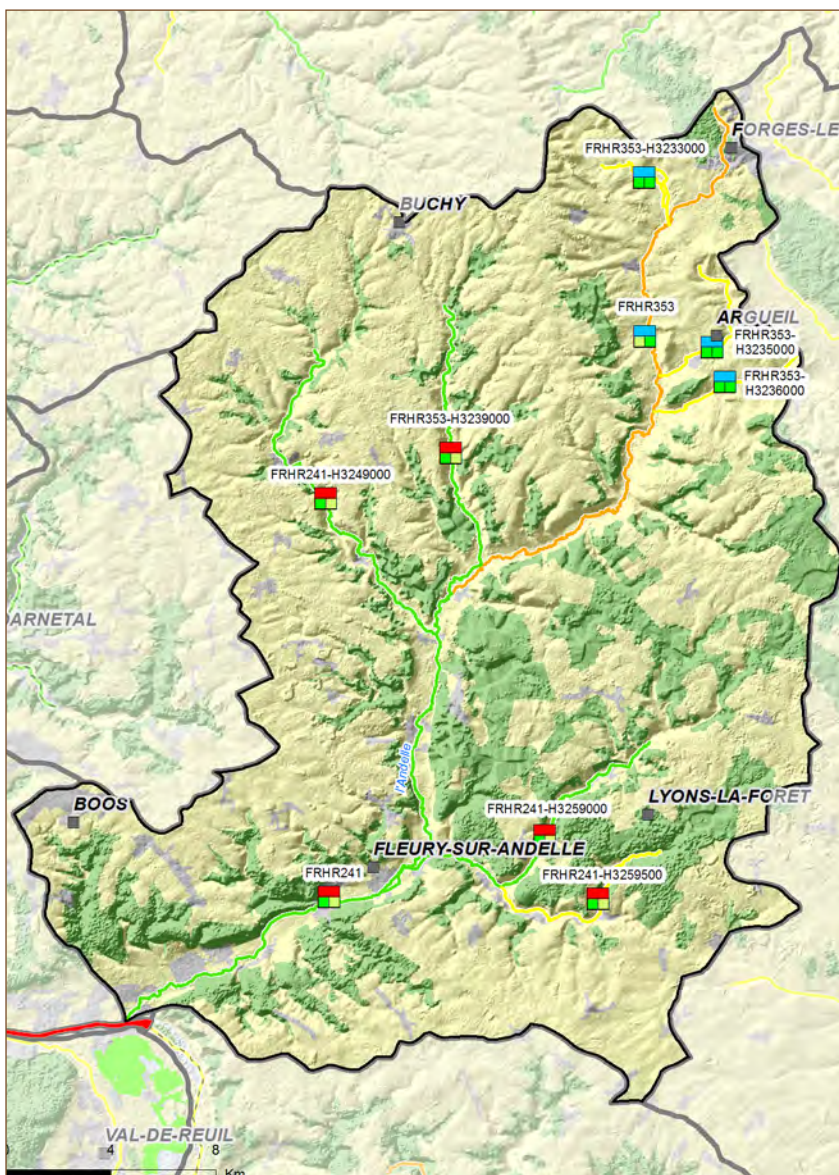 FORGES-LE
FRHR353-H3233000
BUCHY
FRHR353
ARGUEIL
FRHR353-
H3235000
FRHR353-
H3236000
FRHR353-H3239000
FRHR241-H3249000
DARNETAL
l'Andelle
BOOS
FRHR241-H3259000
LYONS-LA-FORET
FLEURY-SUR-ANDELLE
FRHR241
FRHR241-H3259500
VAL-DE-REUIL
0 4 8
Km